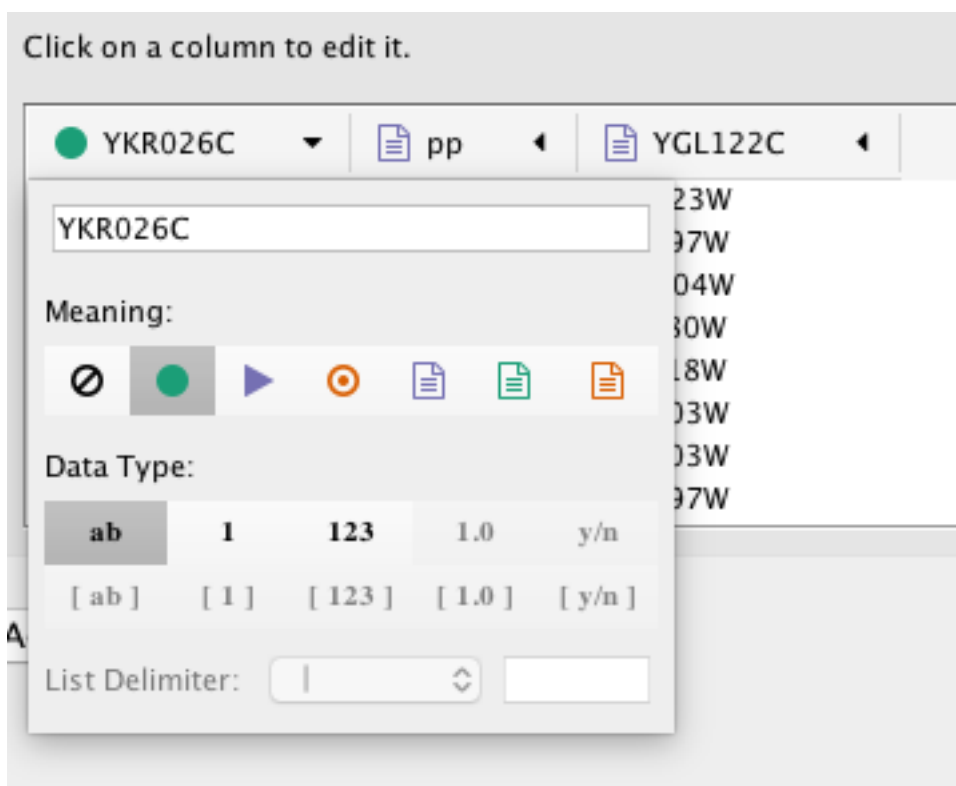 Click on a column to edit it.
YKR026C pp YGL122C
YKR026C
23W
97W
04W
30W
18W
03W
03W
97W
Meaning:
Data Type:
ab 1 123 1.0 y/n
[ ab ] [ 1 ] [ 123 ] [ 1.0 ] [ y/n ]
A
List Delimiter: |